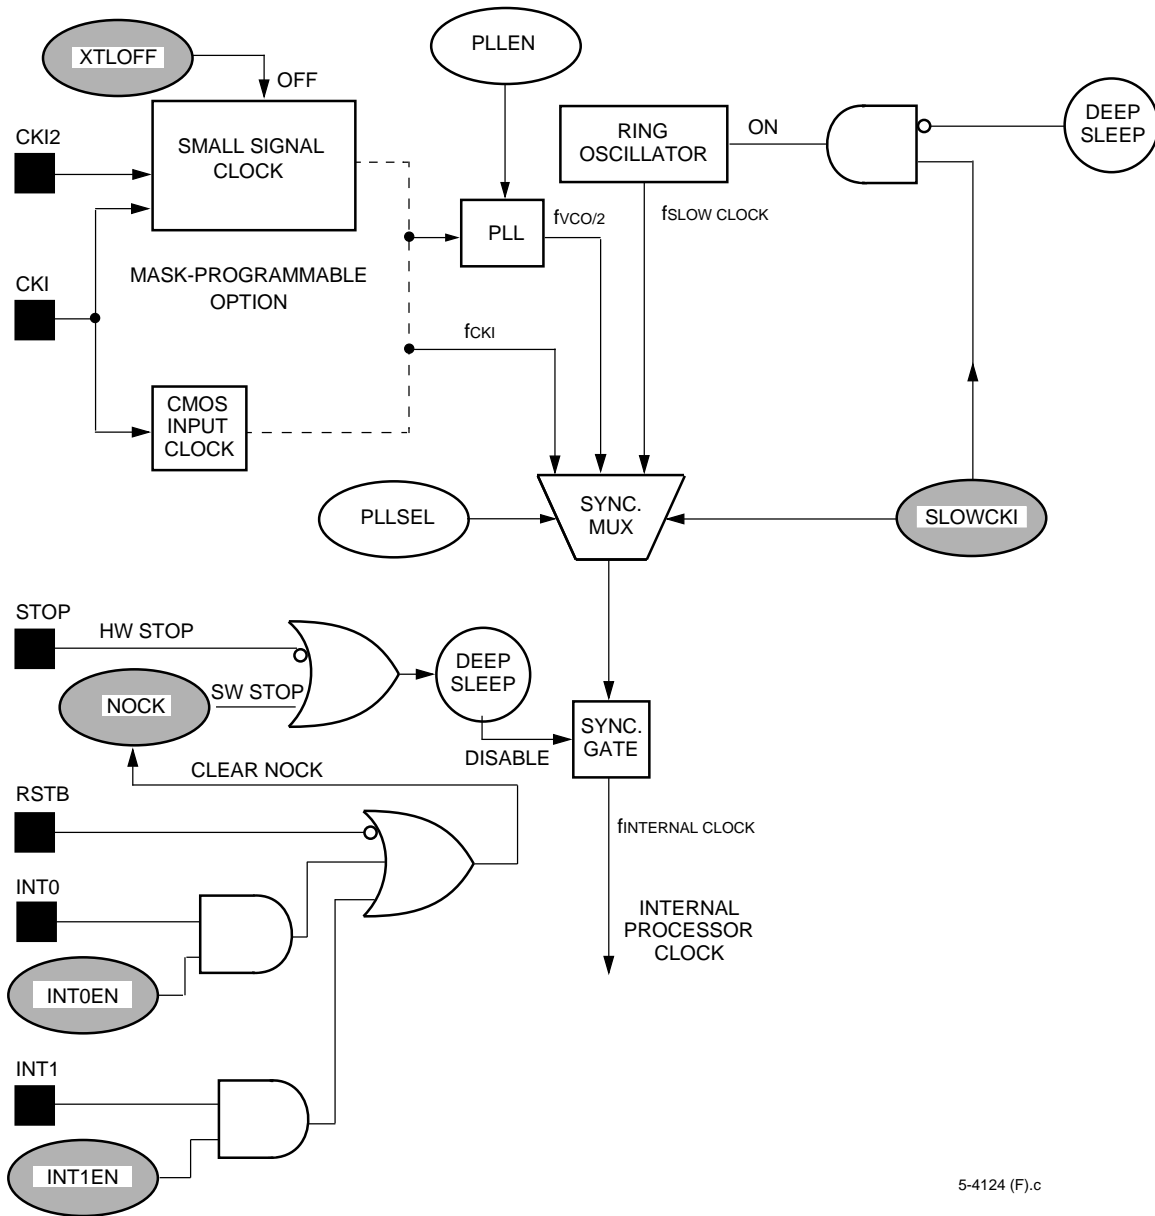 XTLOFF
OFF
PLLEN
CKI2
SMALL SIGNAL
CLOCK
RING
OSCILLATOR
ON
DEEP
SLEEP
PLL
fVCO/2
fSLOW CLOCK
CKI
MASK-PROGRAMMABLE
OPTION
fCKI
CMOS
INPUT
CLOCK
PLLSEL
SYNC.
MUX
SLOWCKI
STOP
HW STOP
NOCK
SW STOP
DEEP
SLEEP
DISABLE
SYNC.
GATE
CLEAR NOCK
RSTB
fINTERNAL CLOCK
INT0
INT0EN
INTERNAL
PROCESSOR
CLOCK
INT1
INT1EN
5-4124 (F).c